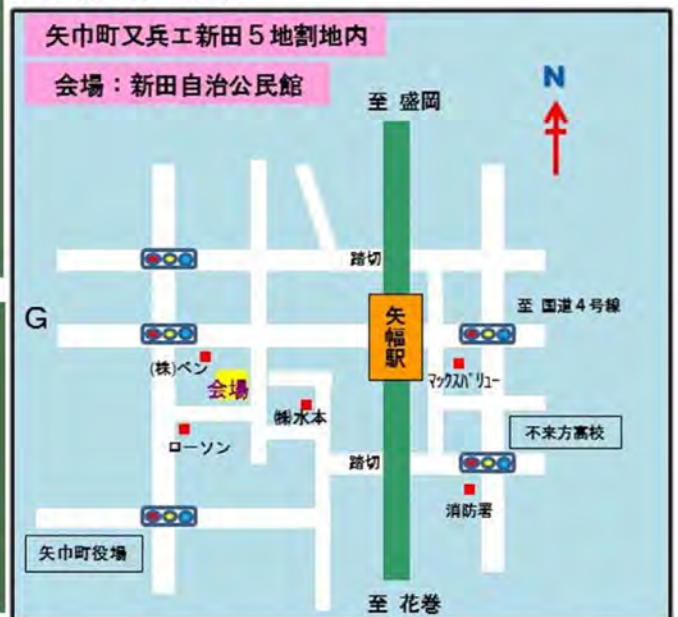 矢巾町又兵エ新田5地割地内
会場：新田自治公民館
至 盛岡
N
踏切
至 国道4号線
G
矢幅駅
(株)ベン
会場
マックスバリュー
㈱水本
不来方高校
ローソン
踏切
消防署
矢巾町役場
至 花巻